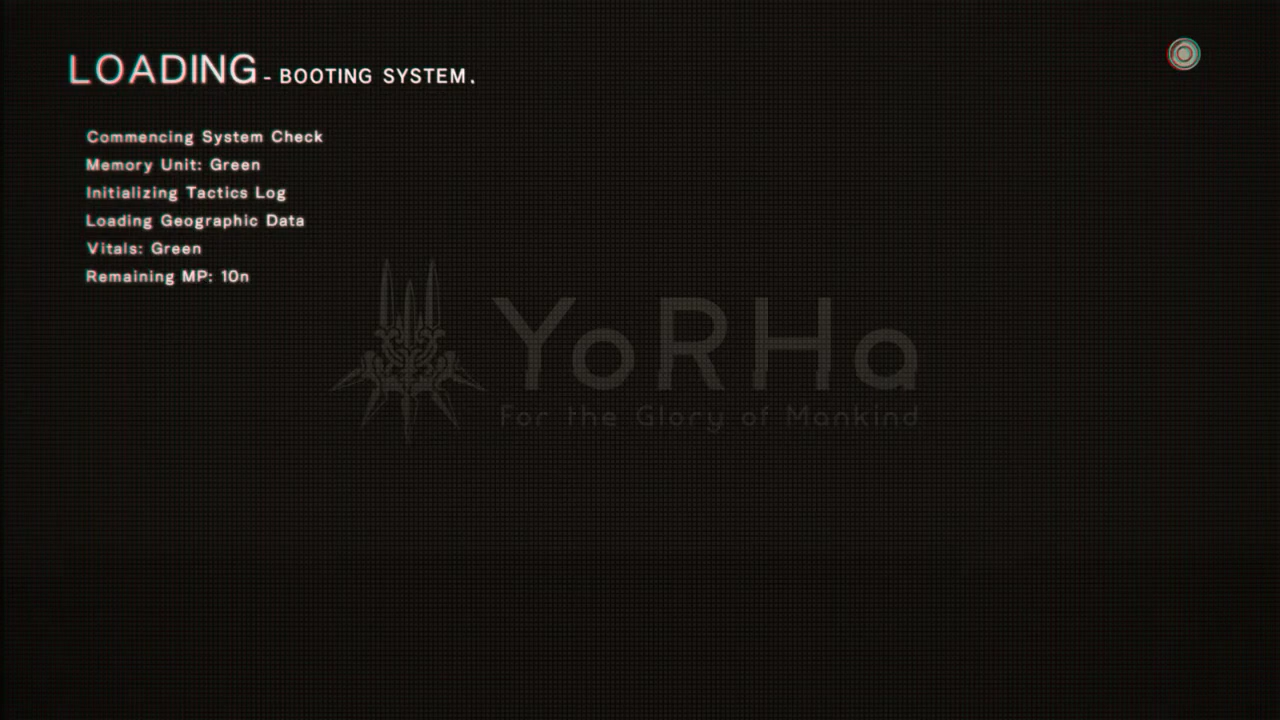 LOADING - BOOTING SYSTEM.
Commencing System Check
Memory Unit: Green
Initializing Tactics Log
Loading Geographic Data
Vitals: Green
Remaining MP: 10n
YoRHa
For the Glory of Mankind